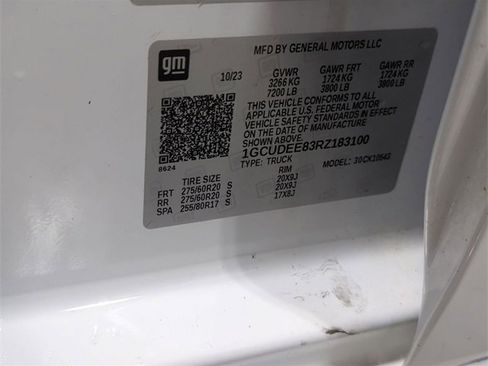 gm
MFD BY GENERAL MOTORS LLC
10/23 GVWR GAWR FRT GAWR RR
3266 KG 1724 KG 1724 KG
7200 LB 3800 LB 3800 LB
THIS VEHICLE CONFORMS TO ALL
APPLICABLE U.S. FEDERAL MOTOR
VEHICLE SAFETY STANDARDS IN
EFFECT ON THE DATE OF MANUFACTURE
SHOWN ABOVE.
1GCUDEE83RZ183100
TYPE: TRUCK MODEL: 30CK10543
8624
TIRE SIZE RIM
FRT 275/60R20 S 20X9J
RR 275/60R20 S 20X9J
SPA 255/80R17 S 17X8J